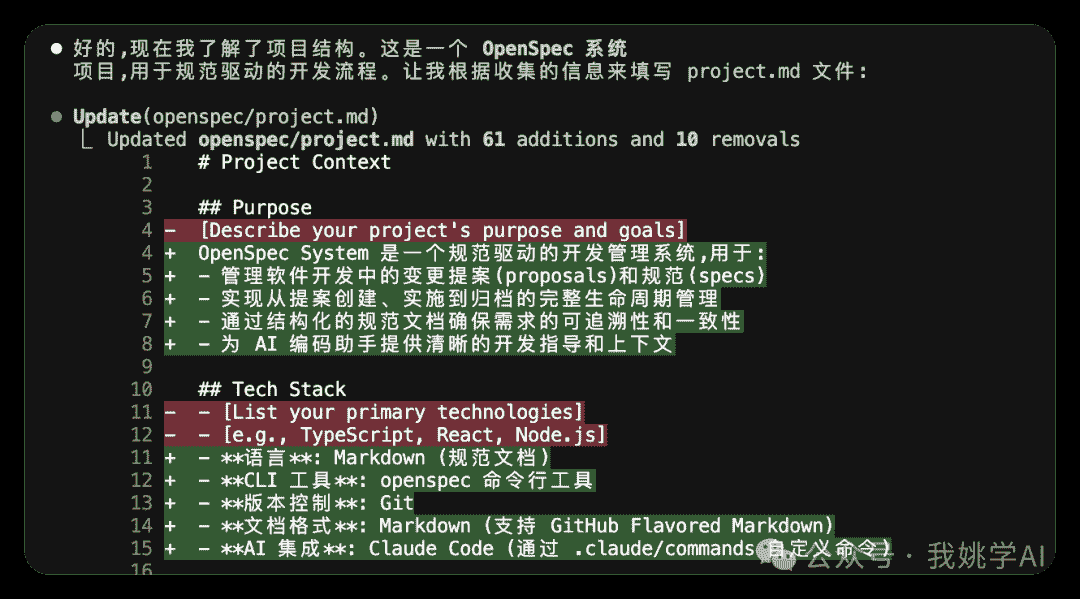 ● 好的,现在我了解了项目结构。这是一个 OpenSpec 系统
项目,用于规范驱动的开发流程。让我根据收集的信息来填写 project.md 文件:
● Update(openspec/project.md)
⎿ Updated openspec/project.md with 61 additions and 10 removals
1 # Project Context
2
3 ## Purpose
4 - [Describe your project's purpose and goals]
4 + OpenSpec System 是一个规范驱动的开发管理系统,用于:
5 + - 管理软件开发中的变更提案(proposals)和规范(specs)
6 + - 实现从提案创建、实施到归档的完整生命周期管理
7 + - 通过结构化的规范文档确保需求的可追溯性和一致性
8 + - 为 AI 编码助手提供清晰的开发指导和上下文
9
10 ## Tech Stack
11 - - [List your primary technologies]
12 - - [e.g., TypeScript, React, Node.js]
11 + - **语言**: Markdown (规范文档)
12 + - **CLI 工具**: openspec 命令行工具
13 + - **版本控制**: Git
14 + - **文档格式**: Markdown (支持 GitHub Flavored Markdown)
15 + - **AI 集成**: Claude Code (通过 .claude/commands 自定义命令)
16
公众号 · 我姚学AI